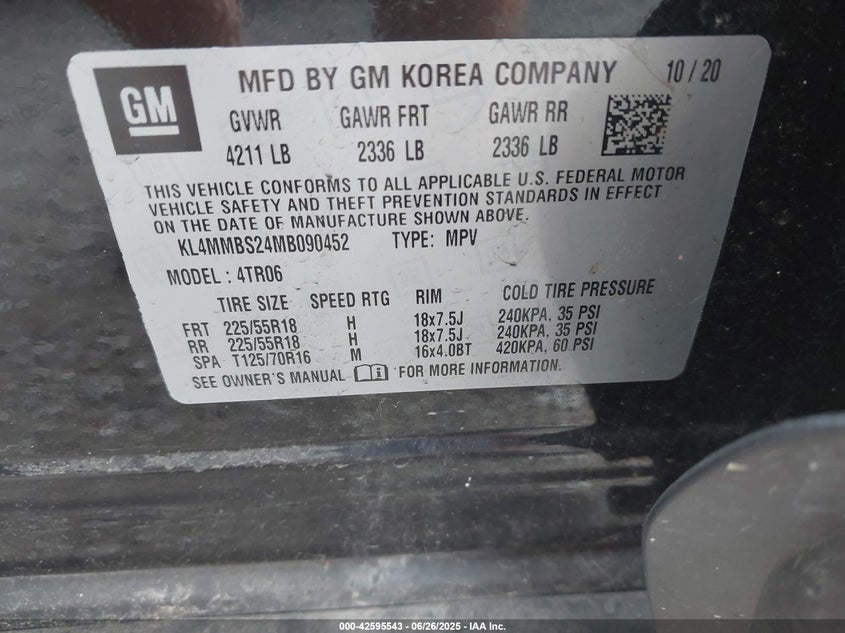 GM
MFD BY GM KOREA COMPANY 10 / 20
GVWR GAWR FRT GAWR RR
4211 LB 2336 LB 2336 LB
THIS VEHICLE CONFORMS TO ALL APPLICABLE U.S. FEDERAL MOTOR
VEHICLE SAFETY AND THEFT PREVENTION STANDARDS IN EFFECT
ON THE DATE OF MANUFACTURE SHOWN ABOVE.
KL4MMBS24MB090452 TYPE: MPV
MODEL : 4TR06
TIRE SIZE SPEED RTG RIM COLD TIRE PRESSURE
FRT 225/55R18 H 18x7.5J 240KPA, 35 PSI
RR 225/55R18 H 18x7.5J 240KPA, 35 PSI
SPA T125/70R16 M 16x4.0BT 420KPA, 60 PSI
SEE OWNER'S MANUAL FOR MORE INFORMATION.
000-42595543 - 06/26/2025 - IAA Inc.